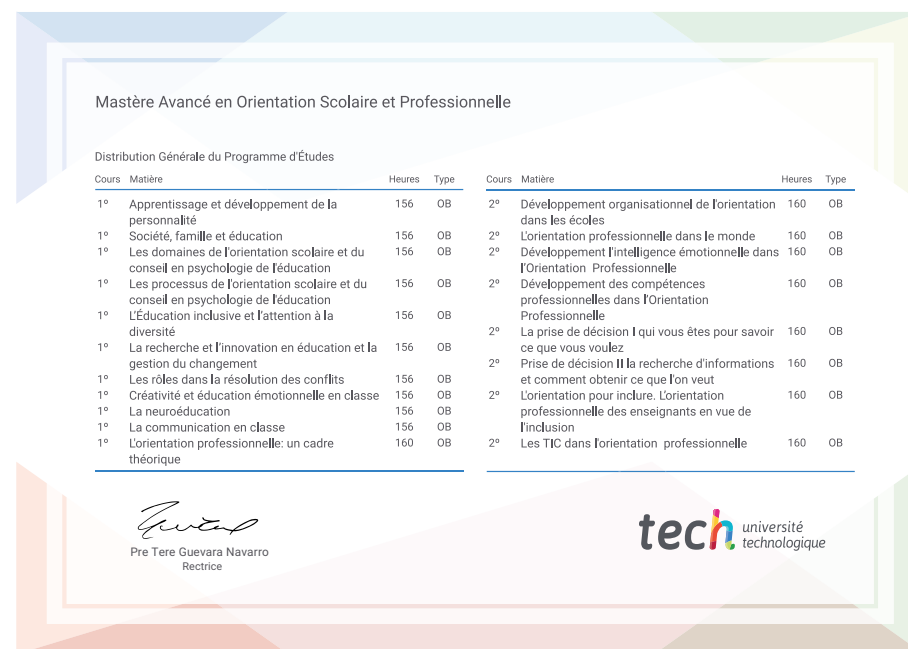 Mastère Avancé en Orientation Scolaire et Professionnelle
Distribution Générale du Programme d'Études
Cours Matière Heures Type
1º Apprentissage et développement de la 156 OB
personnalité
1º Société, famille et éducation 156 OB
1º Les domaines de l'orientation scolaire et du 156 OB
conseil en psychologie de l'éducation
1º Les processus de l'orientation scolaire et du 156 OB
conseil en psychologie de l'éducation
1º L'Éducation inclusive et l'attention à la 156 OB
diversité
1º La recherche et l'innovation en éducation et la 156 OB
gestion du changement
1º Les rôles dans la résolution des conflits 156 OB
1º Créativité et éducation émotionnelle en classe 156 OB
1º La neuroéducation 156 OB
1º La communication en classe 156 OB
1º L'orientation professionnelle: un cadre 160 OB
théorique
Cours Matière Heures Type
2º Développement organisationnel de l'orientation 160 OB
dans les écoles
2º L'orientation professionnelle dans le monde 160 OB
2º Développement l'intelligence émotionnelle dans 160 OB
l'Orientation Professionnelle
2º Développement des compétences 160 OB
professionnelles dans l'Orientation
Professionnelle
2º La prise de décision I qui vous êtes pour savoir 160 OB
ce que vous voulez
2º Prise de décision II la recherche d'informations 160 OB
et comment obtenir ce que l'on veut
2º L'orientation pour inclure. L'orientation 160 OB
professionnelle des enseignants en vue de
l'inclusion
2º Les TIC dans l'orientation professionnelle 160 OB
Pre Tere Guevara Navarro
Rectrice
tech université
technologique